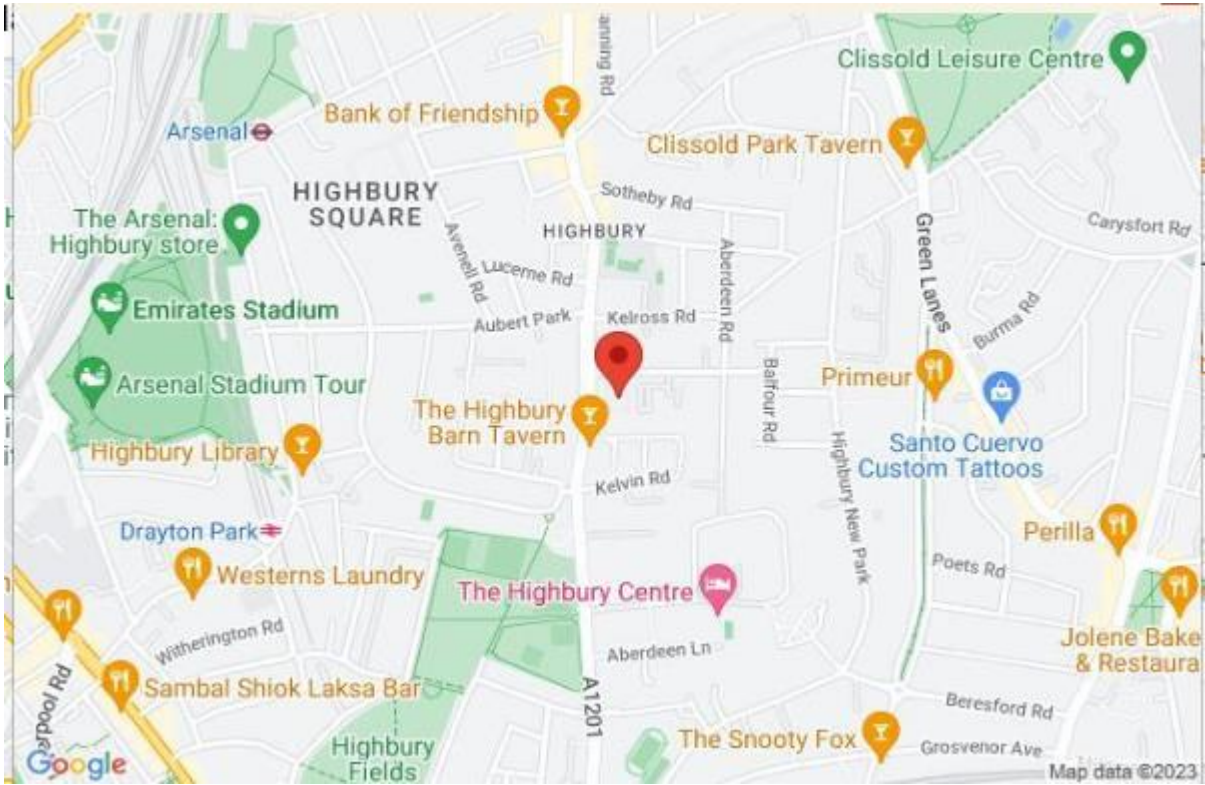 anning Rd
Clissold Leisure Centre
Bank of Friendship
Arsenal
Clissold Park Tavern
HIGHBURY
SQUARE
Sotheby Rd
The Arsenal:
Highbury store
HIGHBURY
Carysfort Rd
Avenell Rd
Lucerne Rd
Aberdeen Rd
Green Lanes
Emirates Stadium
Aubert Park
Kelross Rd
Burma Rd
Arsenal Stadium Tour
Balfour Rd
Primeur
The Highbury
Barn Tavern
Highbury Library
Santo Cuervo
Custom Tattoos
Kelvin Rd
Highbury New Park
Drayton Park
Perilla
Westerns Laundry
Poets Rd
The Highbury Centre
Witherington Rd
Aberdeen Ln
Jolene Bake
& Restaura
Sambal Shiok Laksa Bar
erpool Rd
A1201
Beresford Rd
The Snooty Fox
Grosvenor Ave
Highbury
Fields
Google
Map data ©2023